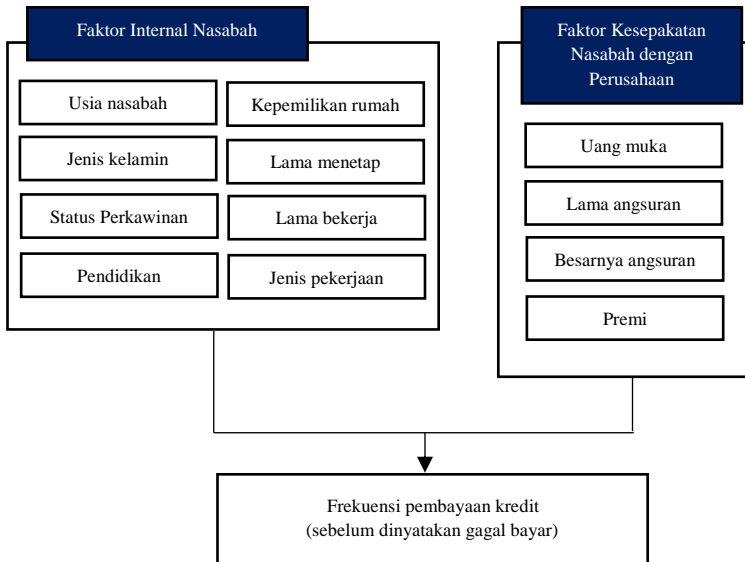 Faktor Internal Nasabah
Usia nasabah
Kepemilikan rumah
Jenis kelamin
Lama menetap
Status Perkawinan
Lama bekerja
Pendidikan
Jenis pekerjaan
Faktor Kesepakatan
Nasabah dengan
Perusahaan
Uang muka
Lama angsuran
Besarnya angsuran
Premi
Frekuensi pembayaan kredit
(sebelum dinyatakan gagal bayar)